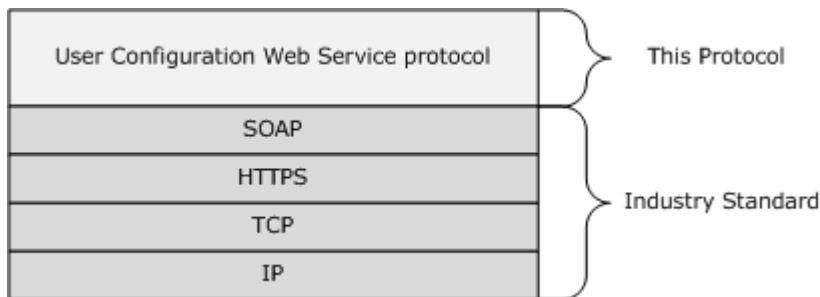 User Configuration Web Service protocol
This Protocol
SOAP
HTTPS
TCP
IP
Industry Standard